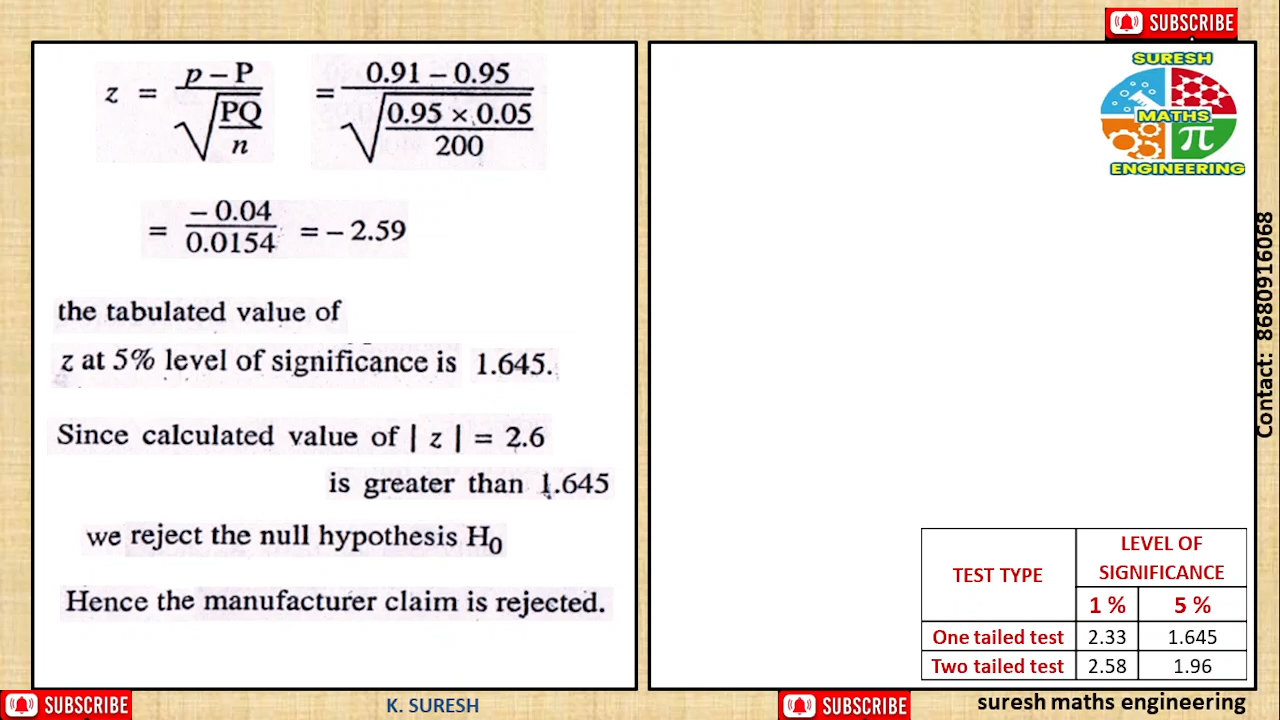 SUBSCRIBE
SURESH
MATHS
π
ENGINEERING
z = p – P / √(PQ / n) = 0.91 – 0.95 / √(0.95 × 0.05 / 200)
= – 0.04 / 0.0154 = – 2.59
the tabulated value of
z at 5% level of significance is 1.645.
Since calculated value of | z | = 2.6
is greater than 1.645
we reject the null hypothesis H0
Hence the manufacturer claim is rejected.
Contact: 8680916068
TEST TYPE
LEVEL OF
SIGNIFICANCE
1 % 5 %
One tailed test 2.33 1.645
Two tailed test 2.58 1.96
SUBSCRIBE
K. SURESH
SUBSCRIBE
suresh maths engineering